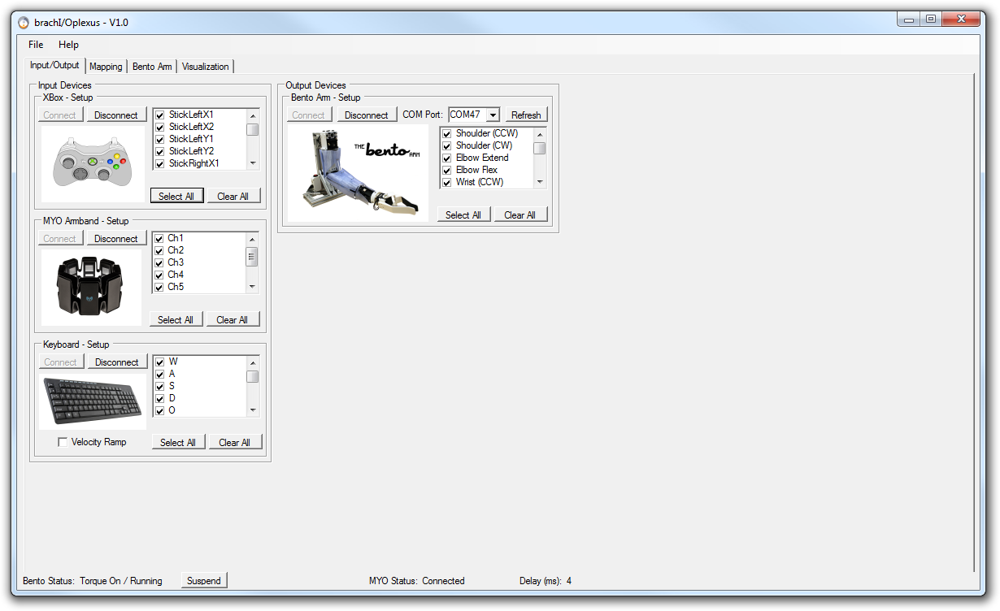 brachI/Oplexus - V1.0
File Help
Input/Output Mapping Bento Arm Visualization
Input Devices
XBox - Setup
Connect Disconnect
StickLeftX1
StickLeftX2
StickLeftY1
StickLeftY2
StickRightX1
Select All Clear All
MYO Armband - Setup
Connect Disconnect
Ch1
Ch2
Ch3
Ch4
Ch5
Select All Clear All
Keyboard - Setup
Connect Disconnect
W
A
S
D
O
Velocity Ramp Select All Clear All
Output Devices
Bento Arm - Setup
Connect Disconnect COM Port: COM47 Refresh
THE bento ARM
Shoulder (CCW)
Shoulder (CW)
Elbow Extend
Elbow Flex
Wrist (CCW)
Select All Clear All
Bento Status: Torque On / Running Suspend MYO Status: Connected Delay (ms): 4